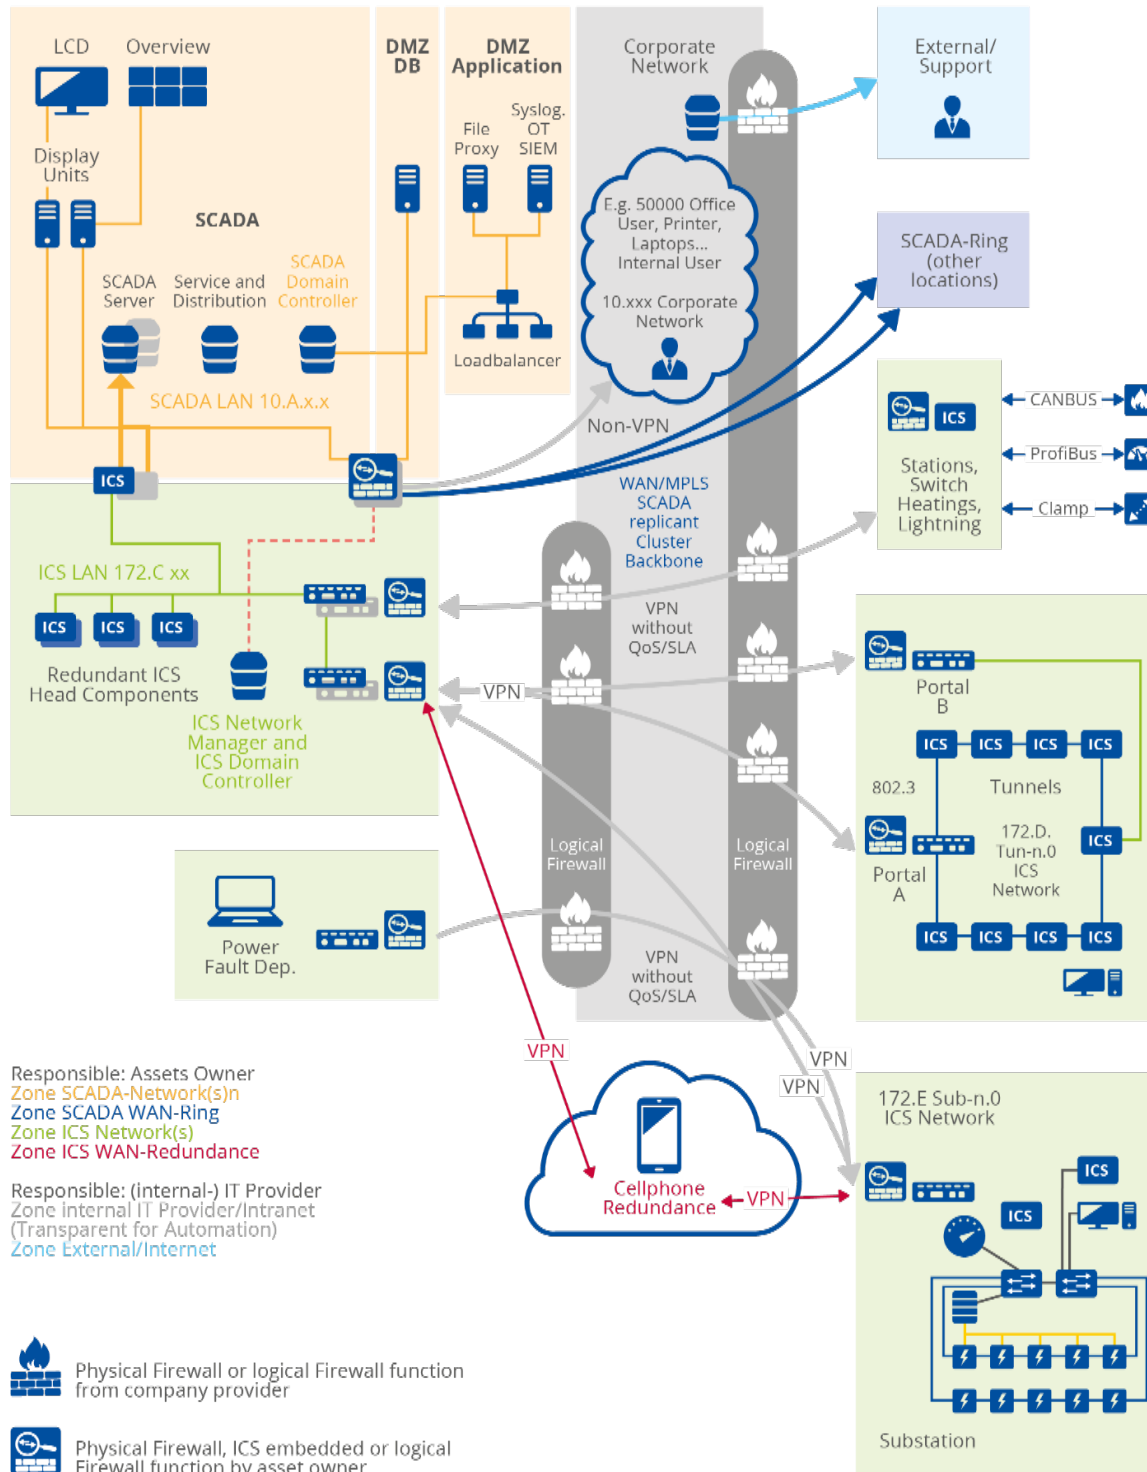 LCD
Overview
DMZ
DB
DMZ
Application
Corporate
Network
External/
Support
File
Proxy
Syslog.
OT
SIEM
Display
Units
SCADA
E.g. 50000 Office
User, Printer,
Laptops...
Internal User
10.xxx Corporate
Network
SCADA-Ring
(other
locations)
SCADA
Server
Service and
Distribution
SCADA
Domain
Controller
Loadbalancer
SCADA LAN 10.A.x.x
Non-VPN
ICS
CANBUS
ICS
ProfiBus
Stations,
Switch
Heatings,
Lightning
Clamp
WAN/MPLS
SCADA
replicant
Cluster
Backbone
ICS LAN 172.C xx
ICS
ICS
ICS
Redundant ICS
Head Components
VPN
without
QoS/SLA
VPN
ICS Network
Manager and
ICS Domain
Controller
Portal
B
ICS
ICS
ICS
ICS
802.3
Tunnels
172.D.
Tun-n.0
ICS
Network
ICS
Portal
A
ICS
ICS
ICS
ICS
Logical
Firewall
Logical
Firewall
Power
Fault Dep.
VPN
without
QoS/SLA
VPN
VPN
VPN
Responsible: Assets Owner
Zone SCADA-Network(s)n
Zone SCADA WAN-Ring
Zone ICS Network(s)
Zone ICS WAN-Redundance
Responsible: (internal-) IT Provider
Zone internal IT Provider/Intranet
(Transparent for Automation)
Zone External/Internet
Cellphone
Redundance
VPN
172.E Sub-n.0
ICS Network
ICS
ICS
Substation
Physical Firewall or logical Firewall function
from company provider
Physical Firewall, ICS embedded or logical
Firewall function by asset owner